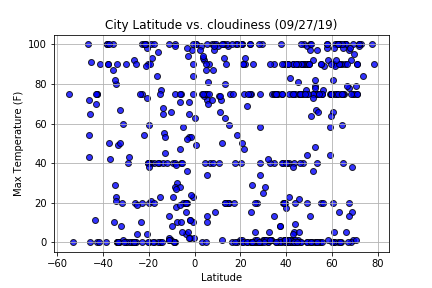 City Latitude vs. cloudiness (09/27/19)
100
80
60
40
20
0
Max Temperature (F)
−60 −40 −20 0 20 40 60 80
Latitude